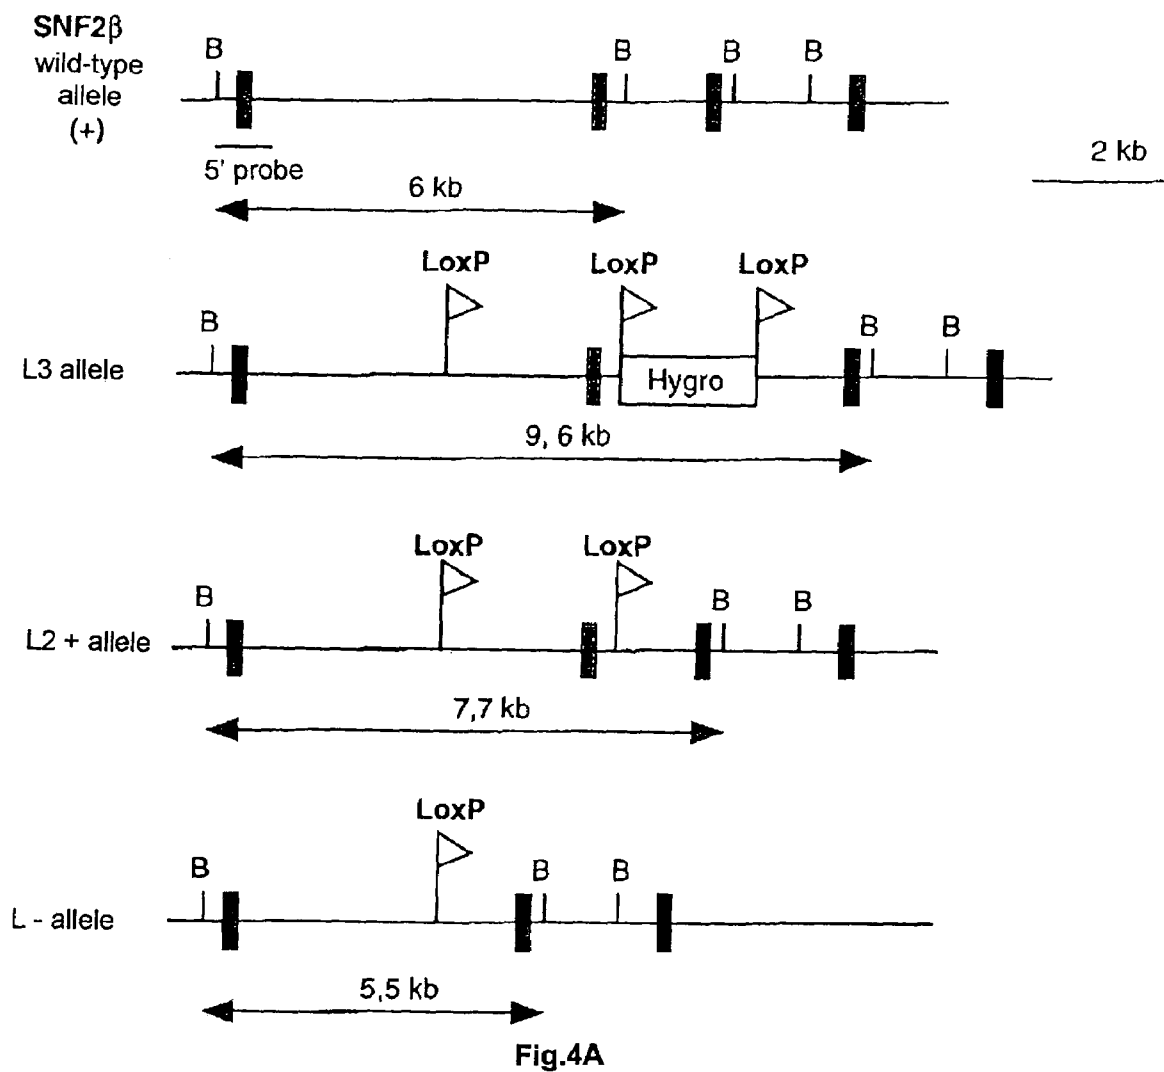 SNF2β
wild-type
allele
(+)
B
B
B
B
5' probe
2 kb
6 kb
LoxP
LoxP
LoxP
B
B
B
L3 allele
Hygro
9, 6 kb
LoxP
LoxP
B
B
B
L2 + allele
7,7 kb
LoxP
B
B
B
L - allele
5,5 kb
Fig.4A